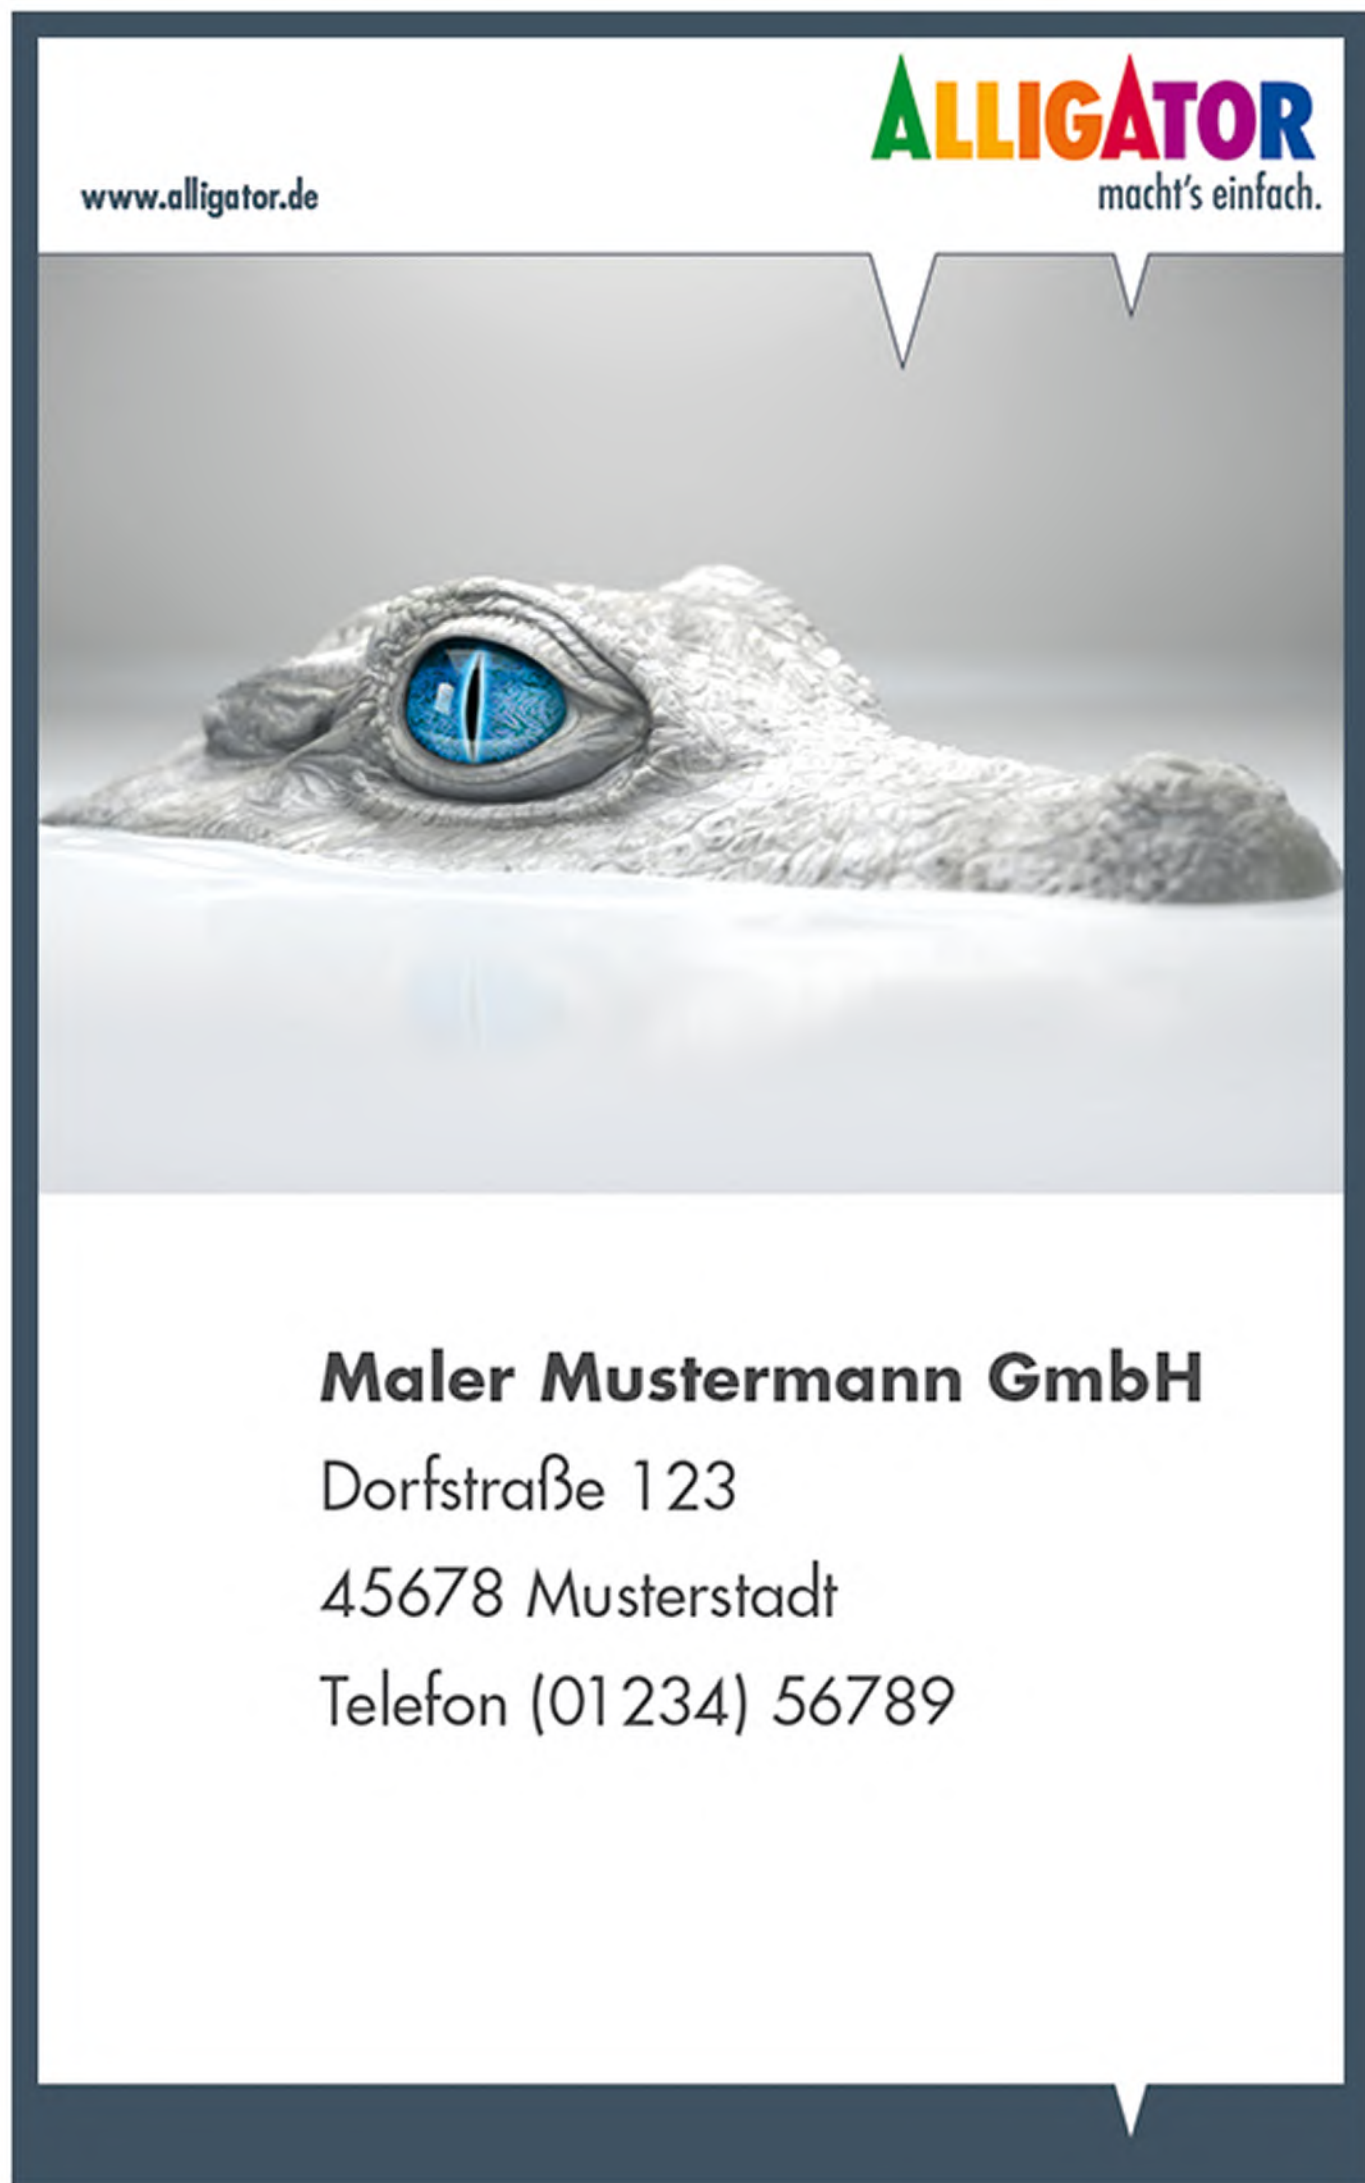 ALLIGATOR
macht's einfach.
www.alligator.de
Maler Mustermann GmbH
Dorfstraße 123
45678 Musterstadt
Telefon (01234) 56789